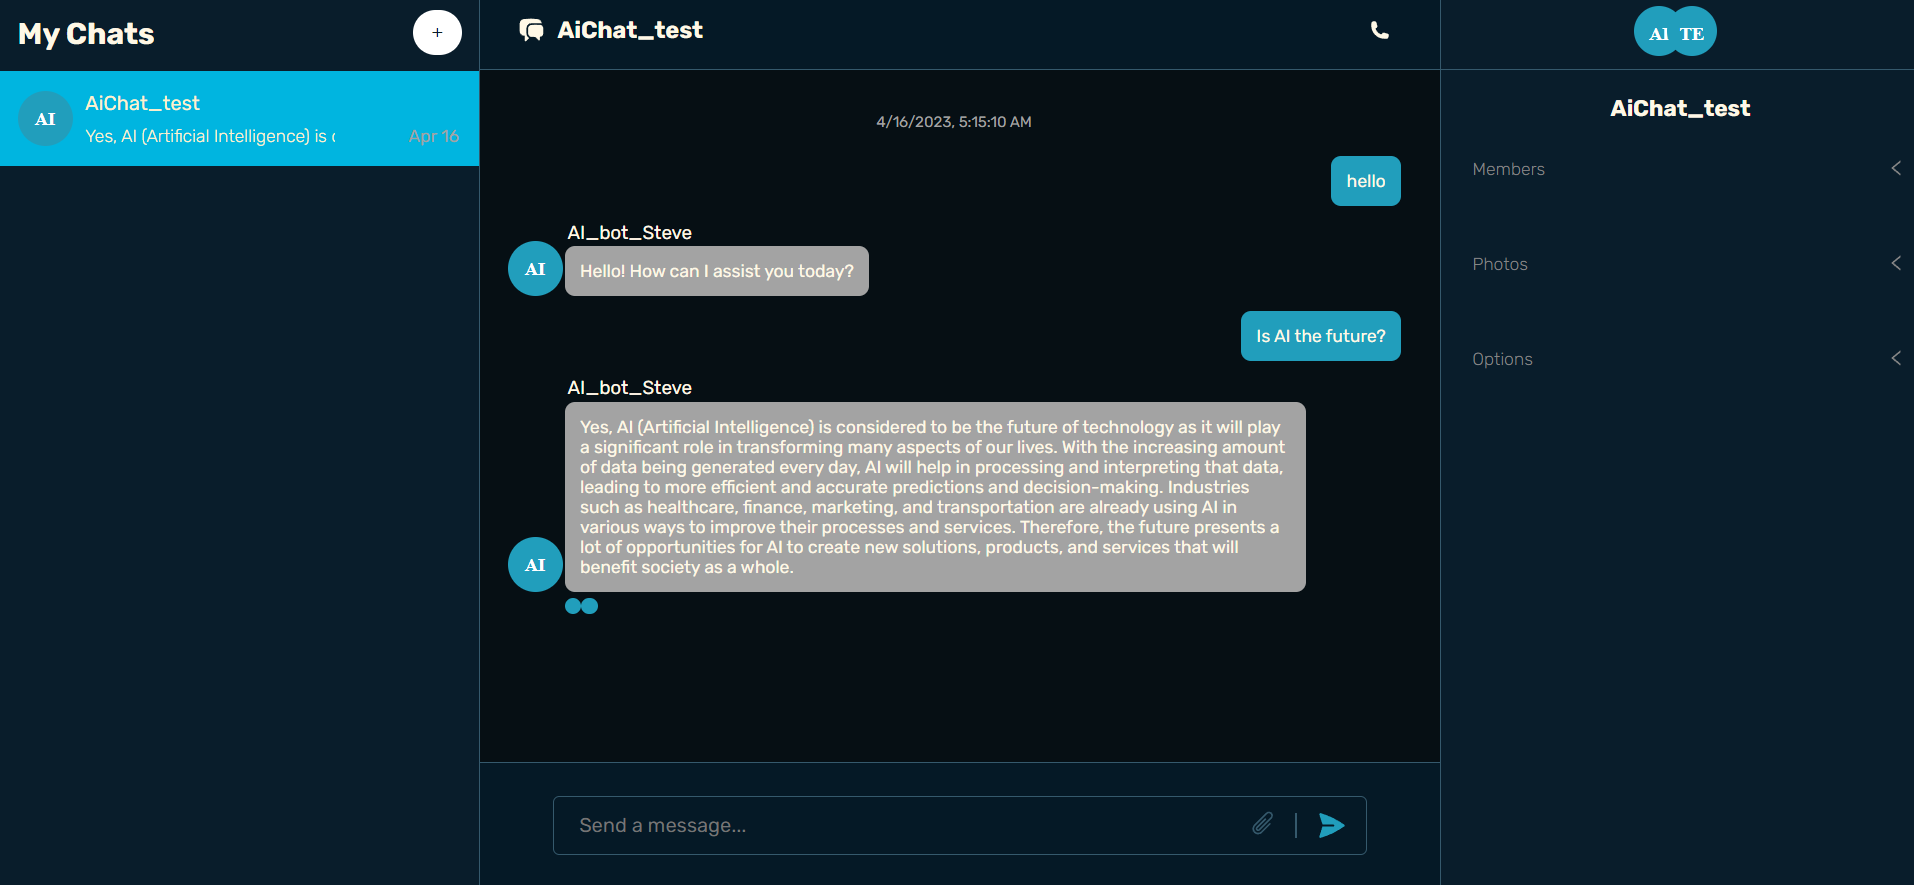 My Chats
+
AI
AiChat_test
Yes, AI (Artificial Intelligence) is
Apr 16
AiChat_test
4/16/2023, 5:15:10 AM
hello
AI_bot_Steve
AI
Hello! How can I assist you today?
Is AI the future?
AI_bot_Steve
Yes, AI (Artificial Intelligence) is considered to be the future of technology as it will play
a significant role in transforming many aspects of our lives. With the increasing amount
of data being generated every day, AI will help in processing and interpreting that data,
leading to more efficient and accurate predictions and decision-making. Industries
such as healthcare, finance, marketing, and transportation are already using AI in
various ways to improve their processes and services. Therefore, the future presents a
lot of opportunities for AI to create new solutions, products, and services that will
benefit society as a whole.
AI
Send a message...
AI TE
AiChat_test
Members
Photos
Options